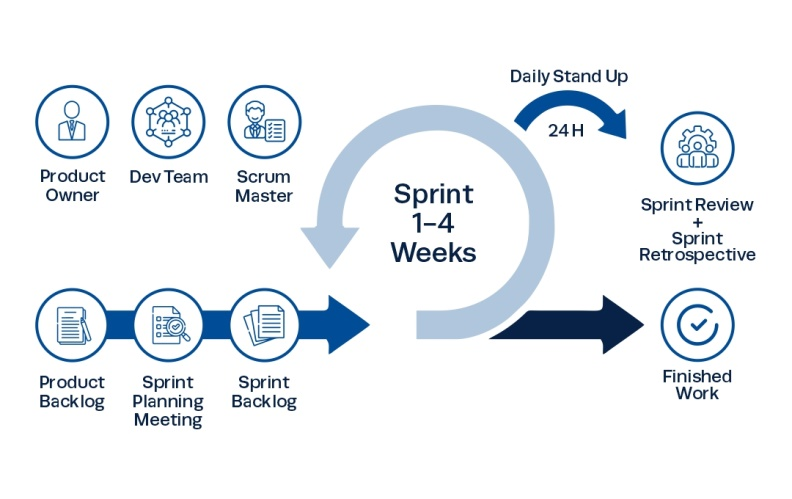 Daily Stand Up
24 H
Product
Owner
Dev Team
Scrum
Master
Sprint
1–4
Weeks
Sprint Review
+
Sprint
Retrospective
Product
Backlog
Sprint
Planning
Meeting
Sprint
Backlog
Finished
Work